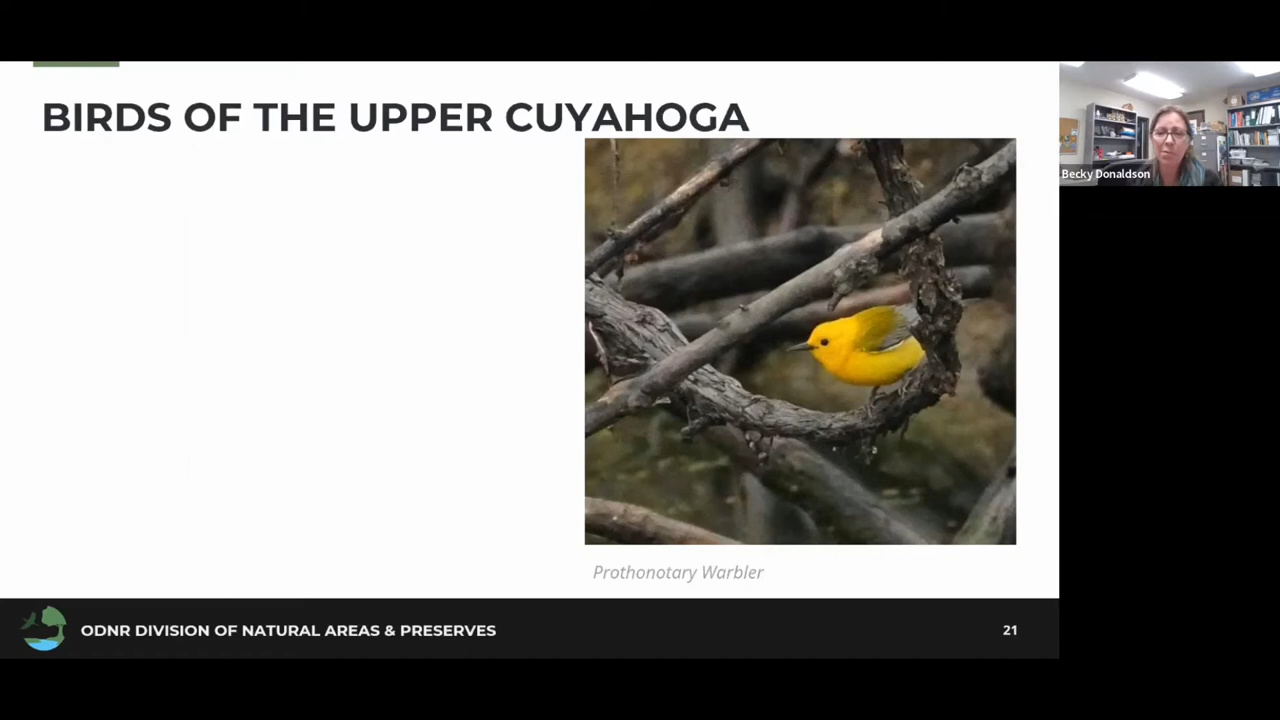 BIRDS OF THE UPPER CUYAHOGA
Becky Donaldson
Prothonotary Warbler
ODNR DIVISION OF NATURAL AREAS & PRESERVES
21